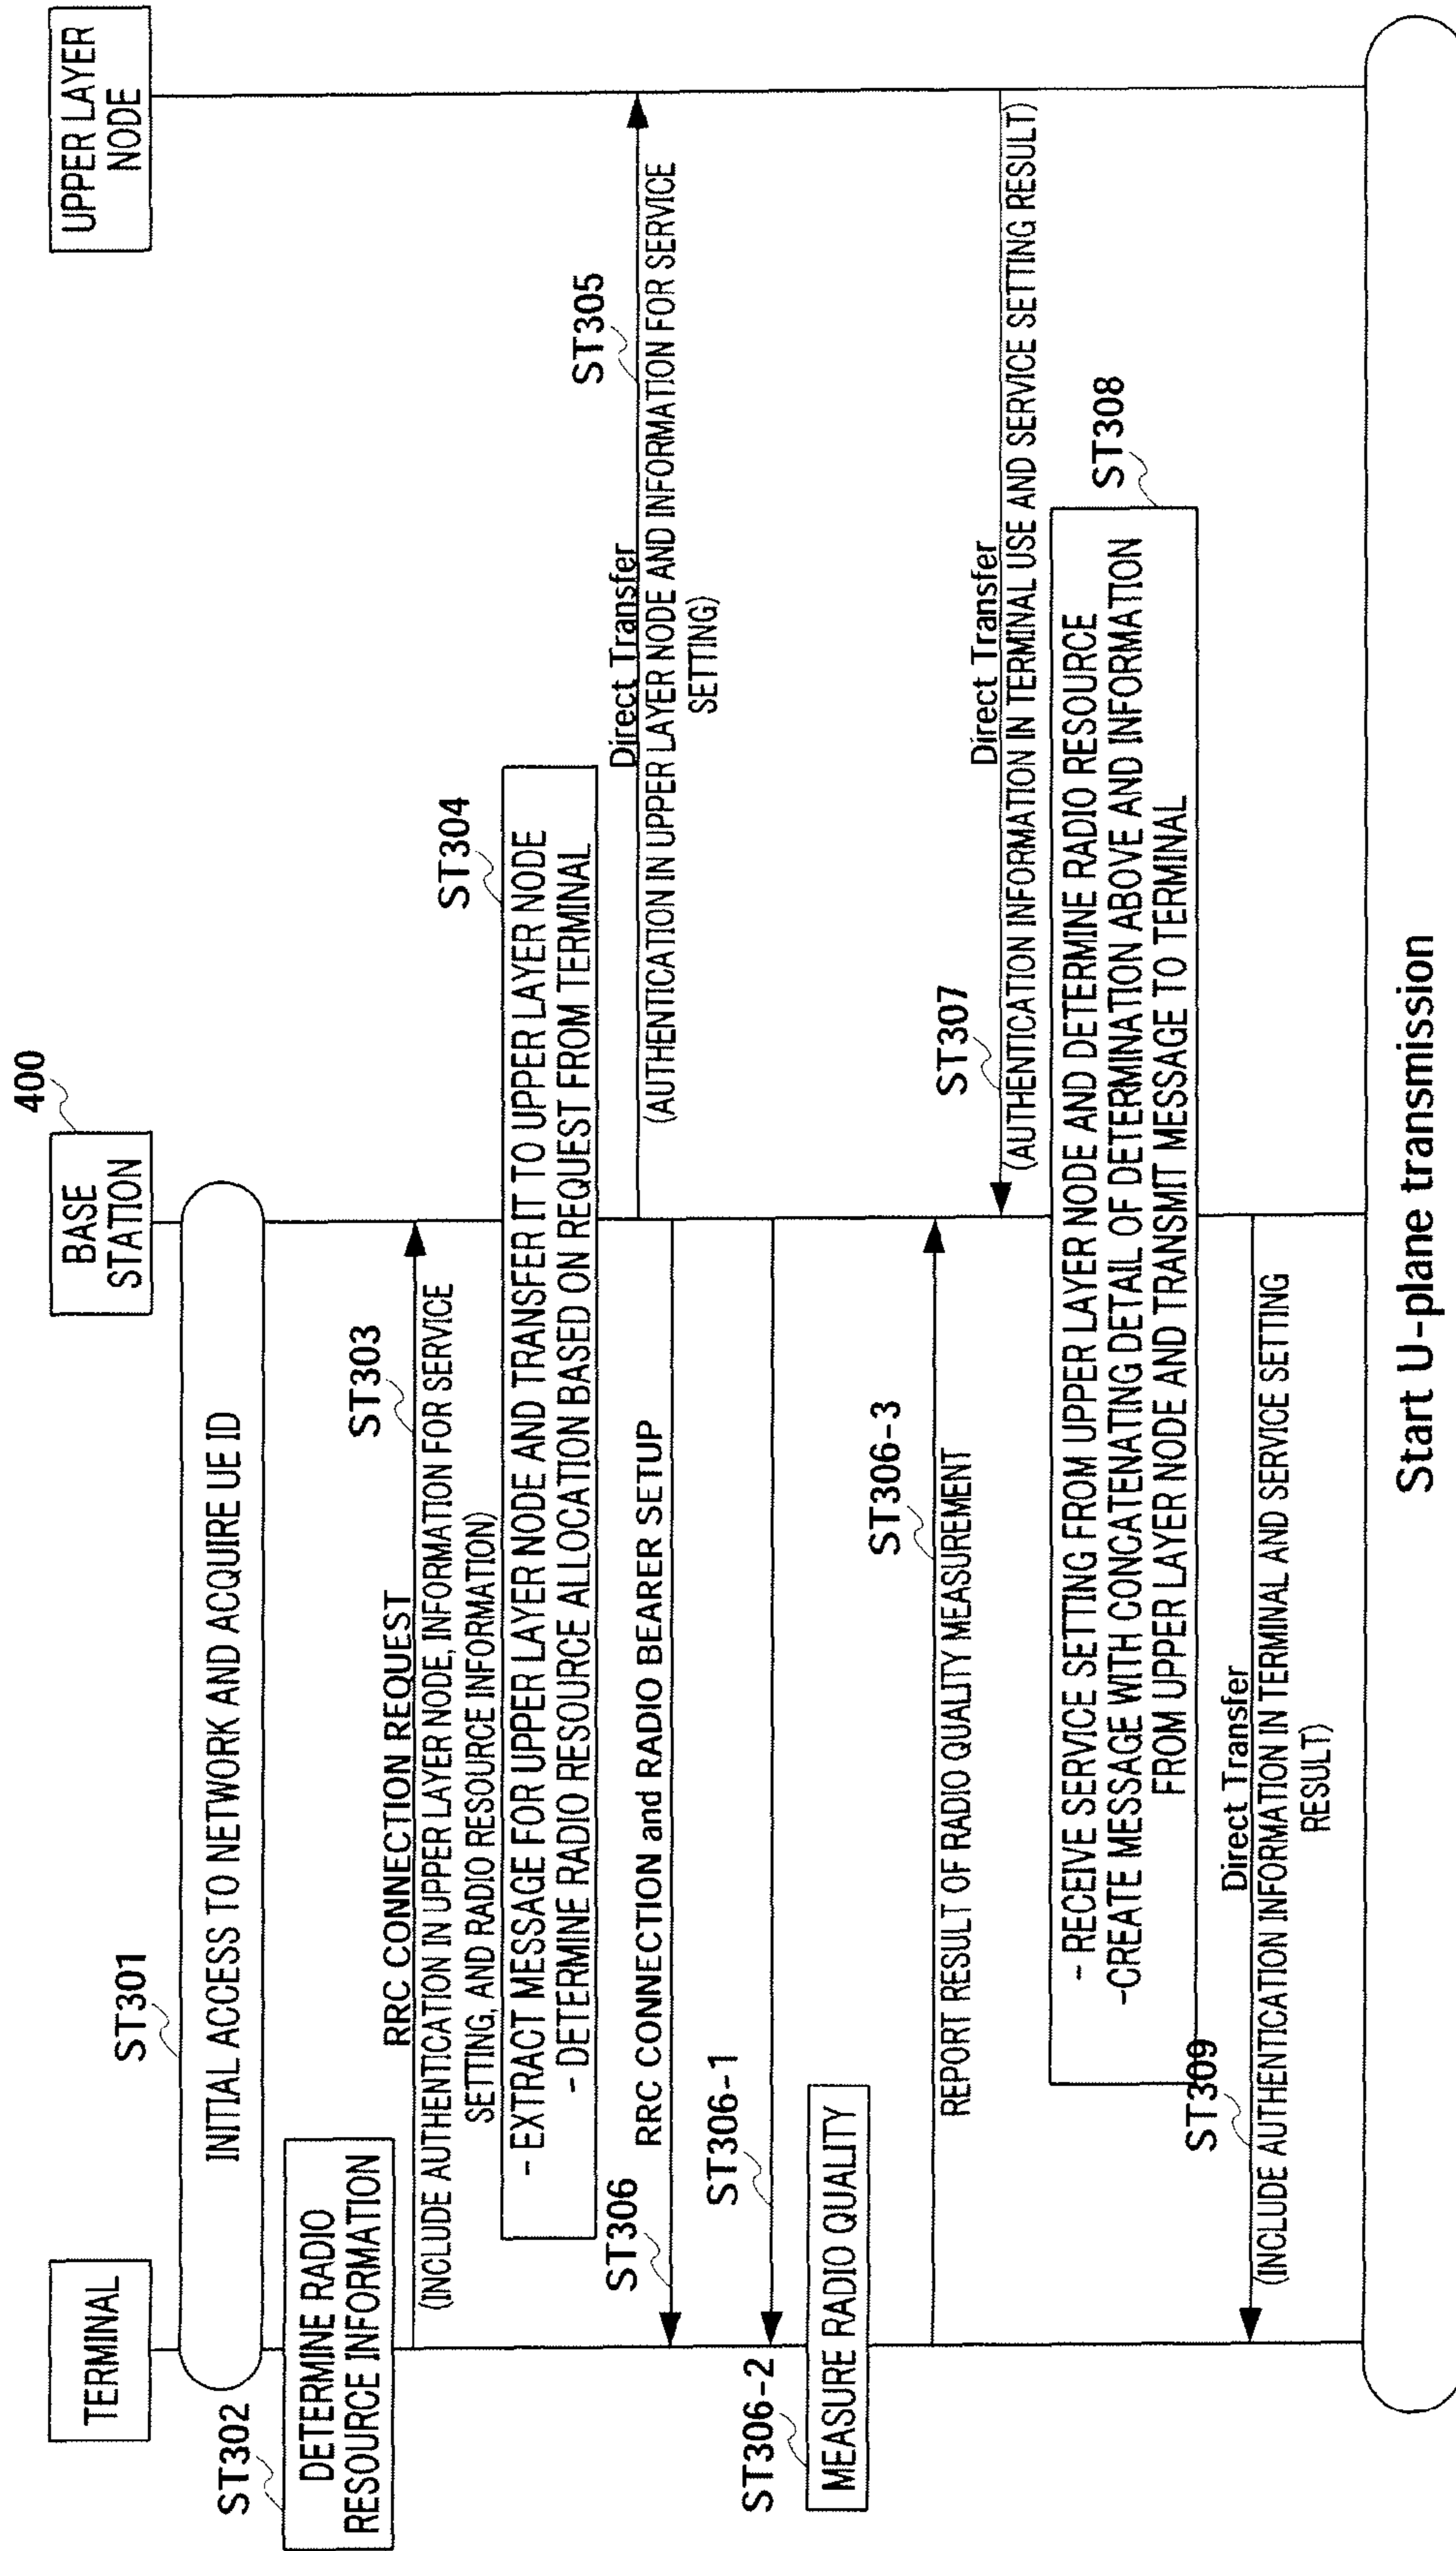 TERMINAL
BASE
STATION
400
UPPER LAYER
NODE
ST301
INITIAL ACCESS TO NETWORK AND ACQUIRE UE ID
ST302
DETERMINE RADIO
RESOURCE INFORMATION
RRC CONNECTION REQUEST
ST303
(INCLUDE AUTHENTICATION IN UPPER LAYER NODE, INFORMATION FOR SERVICE
SETTING, AND RADIO RESOURCE INFORMATION)
ST304
- EXTRACT MESSAGE FOR UPPER LAYER NODE AND TRANSFER IT TO UPPER LAYER NODE
- DETERMINE RADIO RESOURCE ALLOCATION BASED ON REQUEST FROM TERMINAL
Direct Transfer
ST305
(AUTHENTICATION IN UPPER LAYER NODE AND INFORMATION FOR SERVICE
SETTING)
ST306
RRC CONNECTION and RADIO BEARER SETUP
ST306-1
ST306-2
MEASURE RADIO QUALITY
ST306-3
REPORT RESULT OF RADIO QUALITY MEASUREMENT
ST307
Direct Transfer
(AUTHENTICATION INFORMATION IN TERMINAL USE AND SERVICE SETTING RESULT)
ST308
- RECEIVE SERVICE SETTING FROM UPPER LAYER NODE AND DETERMINE RADIO RESOURCE
-CREATE MESSAGE WITH CONCATENATING DETAIL OF DETERMINATION ABOVE AND INFORMATION
FROM UPPER LAYER NODE AND TRANSMIT MESSAGE TO TERMINAL
ST309
Direct Transfer
(INCLUDE AUTHENTICATION INFORMATION IN TERMINAL AND SERVICE SETTING
RESULT)
Start U-plane transmission